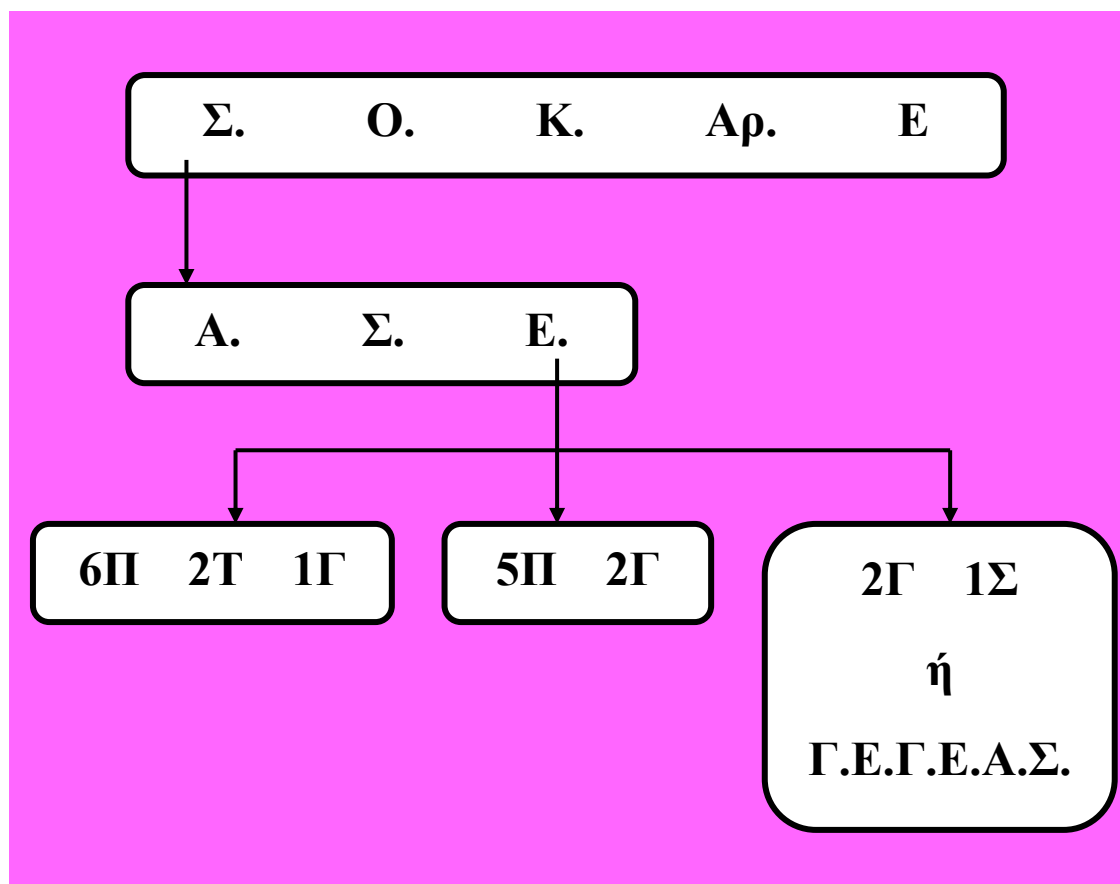 Σ. Ο. Κ. Αρ. Ε
Α. Σ. Ε.
6Π 2Τ 1Γ
5Π 2Γ
2Γ 1Σ
ή
Γ.Ε.Γ.Ε.Α.Σ.